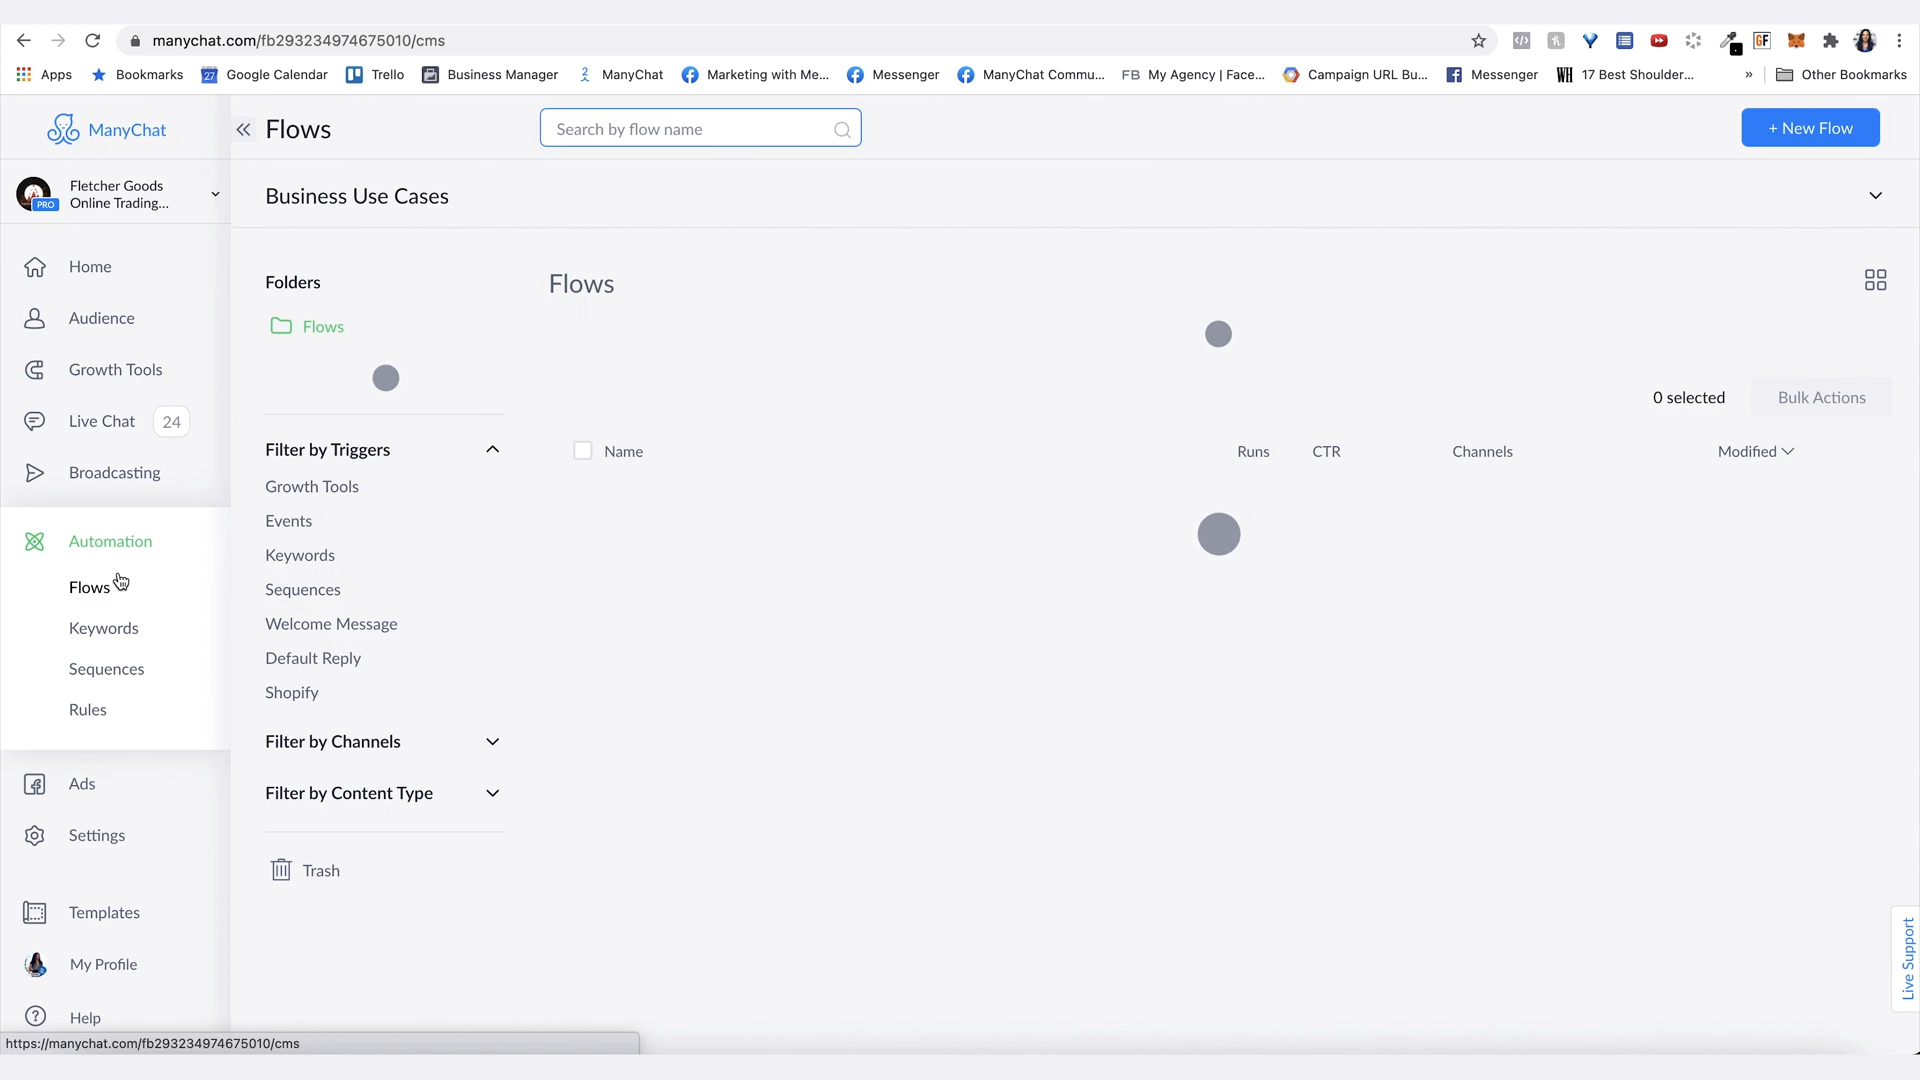 manychat.com/fb293234974675010/cms
GF
Apps
Bookmarks
27
Google Calendar
Trello
Business Manager
ManyChat
Marketing with Me...
Messenger
ManyChat Commu...
FB
My Agency | Face...
Campaign URL Bu...
Messenger
WH
17 Best Shoulder...
»
Other Bookmarks
ManyChat
Flows
Search by flow name
+ New Flow
PRO
Fletcher Goods
Online Trading...
Business Use Cases
Home
Audience
Growth Tools
Live Chat
24
Broadcasting
Automation
Flows
Keywords
Sequences
Rules
Ads
Settings
Templates
My Profile
Help
Folders
Flows
Filter by Triggers
Growth Tools
Events
Keywords
Sequences
Welcome Message
Default Reply
Shopify
Filter by Channels
Filter by Content Type
Trash
Flows
0 selected
Bulk Actions
Name
Runs
CTR
Channels
Modified
Live Support
https://manychat.com/fb293234974675010/cms